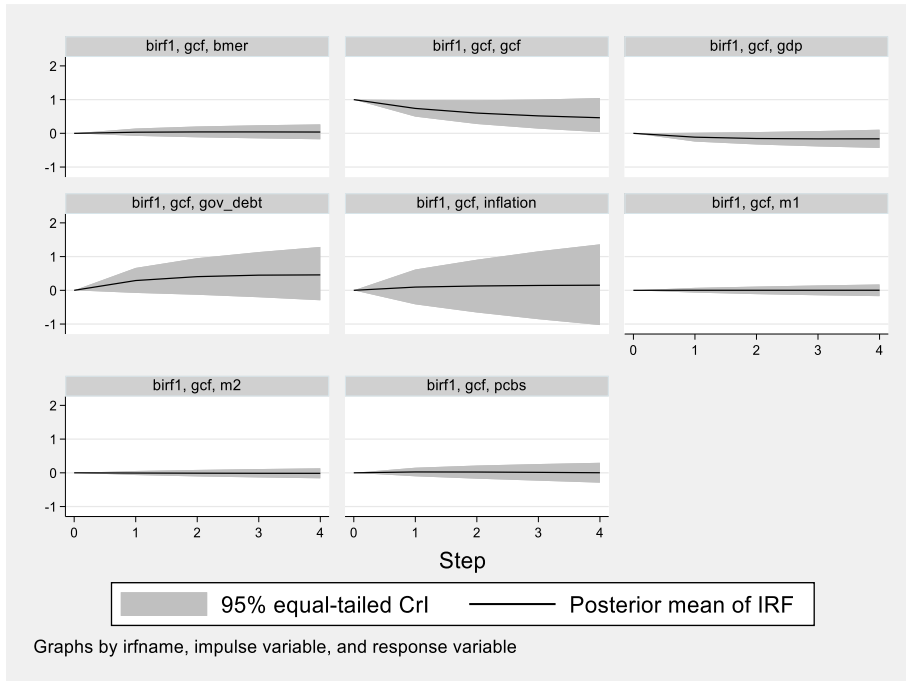 birf1, gcf, bmer
birf1, gcf, gcf
birf1, gcf, gdp
2
1
0
-1
birf1, gcf, gov_debt
birf1, gcf, inflation
birf1, gcf, m1
2
1
0
-1
0 1 2 3 4
birf1, gcf, m2
birf1, gcf, pcbs
2
1
0
-1
0 1 2 3 4
0 1 2 3 4
Step
95% equal-tailed CrI
Posterior mean of IRF
Graphs by irfname, impulse variable, and response variable